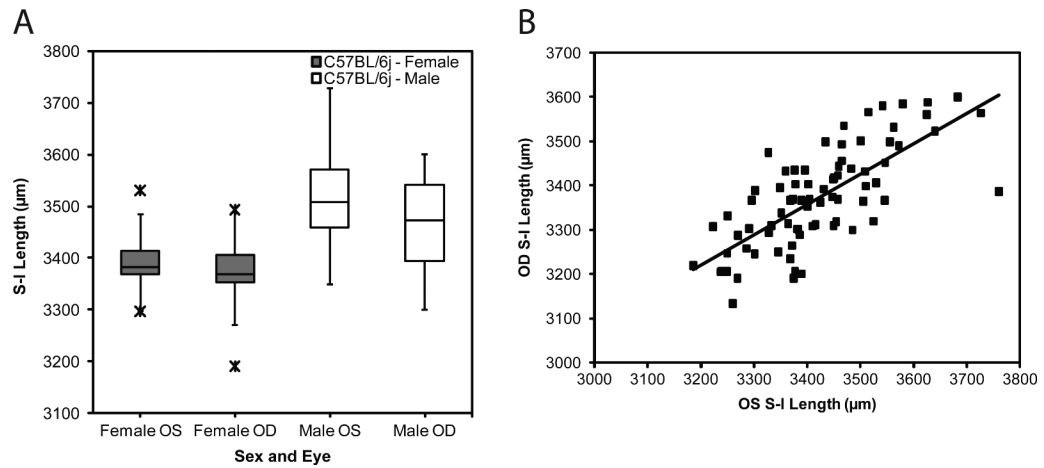 A
3800
3700
3600
3500
3400
3300
3200
3100
S-I Length (µm)
C57BL/6j - Female
C57BL/6j - Male
Female OS
Female OD
Male OS
Male OD
Sex and Eye
B
3700
3600
3500
3400
3300
3200
3100
3000
OD S-I Length (µm)
3000
3100
3200
3300
3400
3500
3600
3700
3800
OS S-I Length (µm)